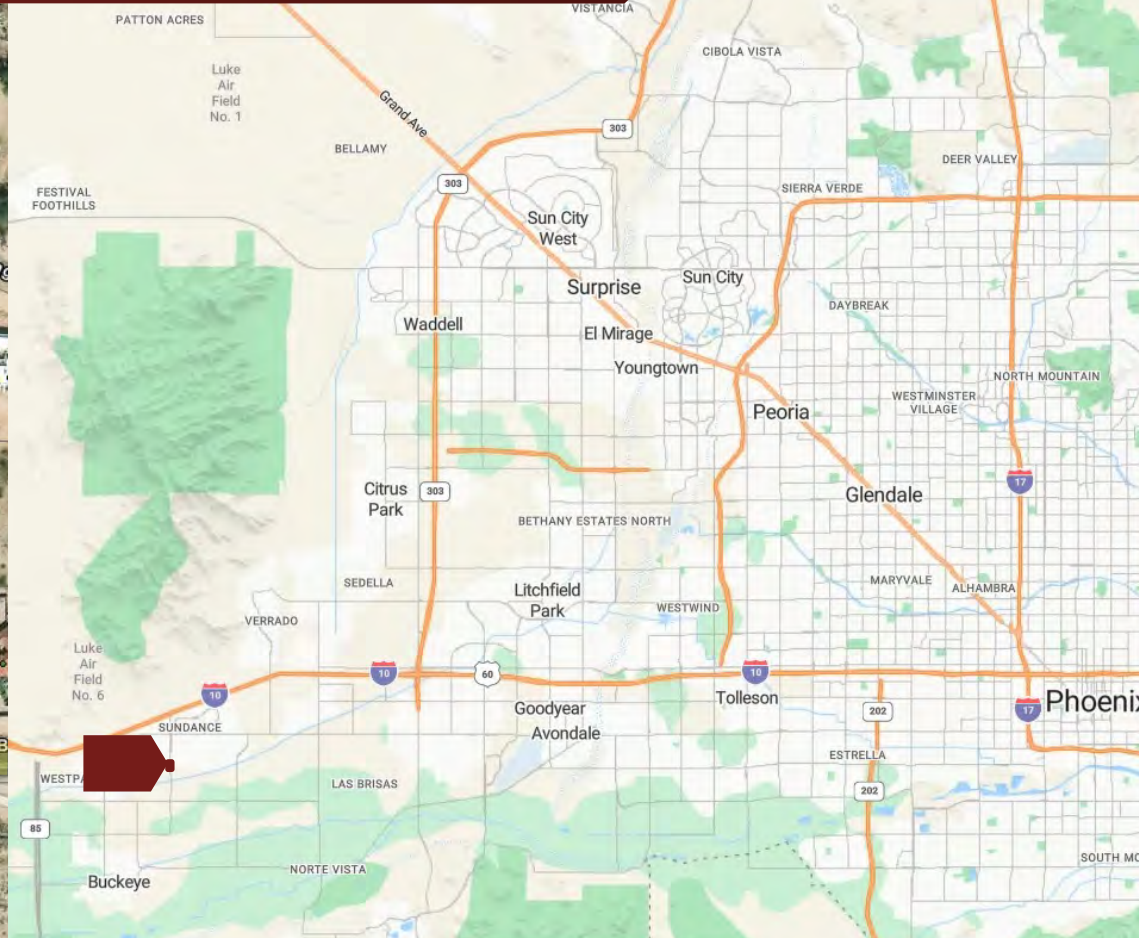 VISTANCIA
PATTON ACRES
CIBOLA VISTA
Luke
Air
Field
No. 1
Grand Ave
303
BELLAMY
DEER VALLEY
303
SIERRA VERDE
FESTIVAL
FOOTHILLS
Sun City
West
Sun City
Surprise
DAYBREAK
Waddell
El Mirage
Youngtown
NORTH MOUNTAIN
WESTMINSTER
VILLAGE
Peoria
17
Citrus
Park
303
Glendale
BETHANY ESTATES NORTH
SEDELLA
MARYVALE
ALHAMBRA
Litchfield
Park
WESTWIND
VERRADO
Luke
Air
Field
No. 6
10
10
60
10
Tolleson
Phoenix
17
202
Goodyear
SUNDANCE
Avondale
ESTRELLA
WESTPA
LAS BRISAS
202
85
SOUTH MO
NORTE VISTA
Buckeye